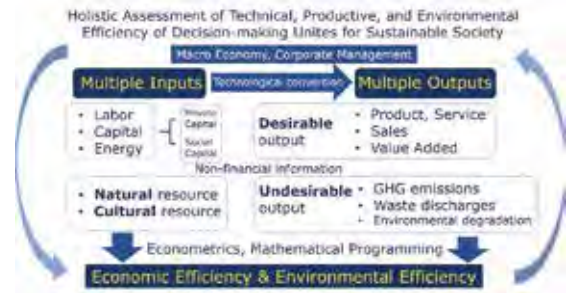 Holistic Assessment of Technical, Productive, and Environmental
Efficiency of Decision-making Unites for Sustainable Society
Macro Economy, Corporate Management
Multiple Inputs
Technological conversion
Multiple Outputs
• Labor
• Capital
• Energy
Private
Capital
Social
Capital
Desirable
output
• Product, Service
• Sales
• Value Added
Non-financial information
• Natural resource
• Cultural resource
Undesirable
output
• GHG emissions
• Waste discharges
• Environmental degradation
Econometrics, Mathematical Programming
Economic Efficiency & Environmental Efficiency